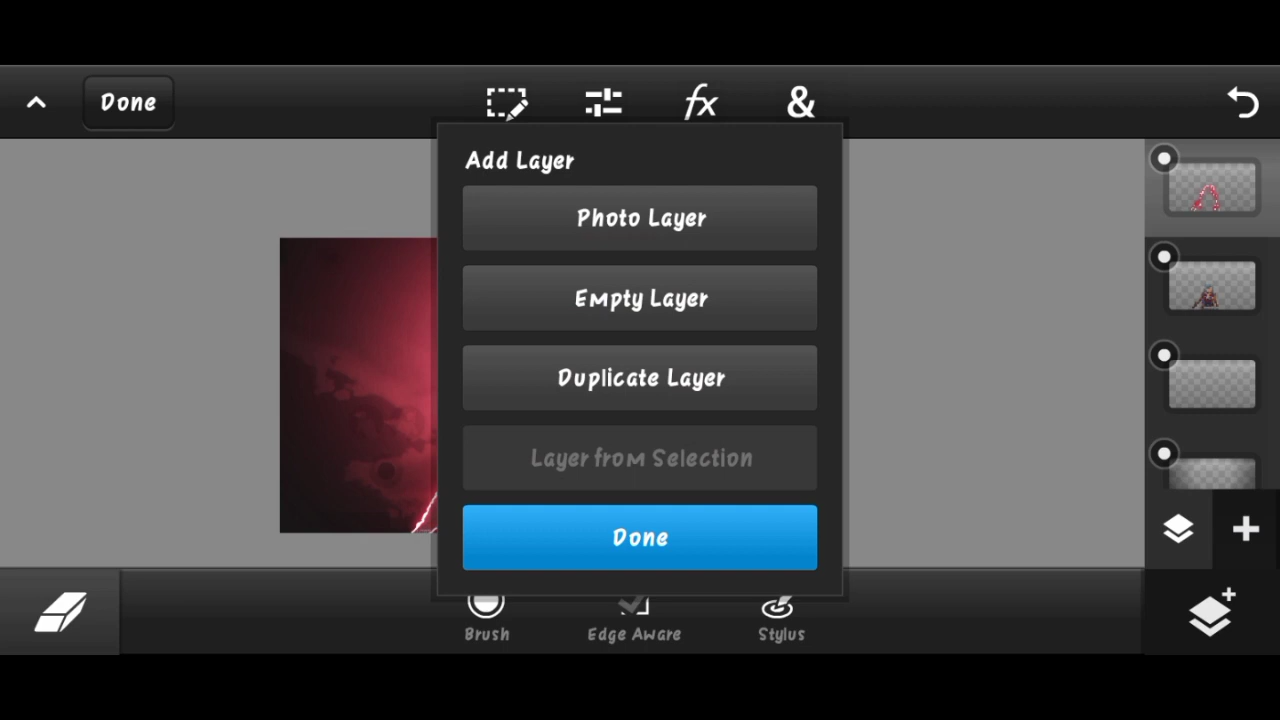 Done
fx
&
Add Layer
Photo Layer
Empty Layer
Duplicate Layer
Layer from Selection
Done
Brush
Edge Aware
Stylus